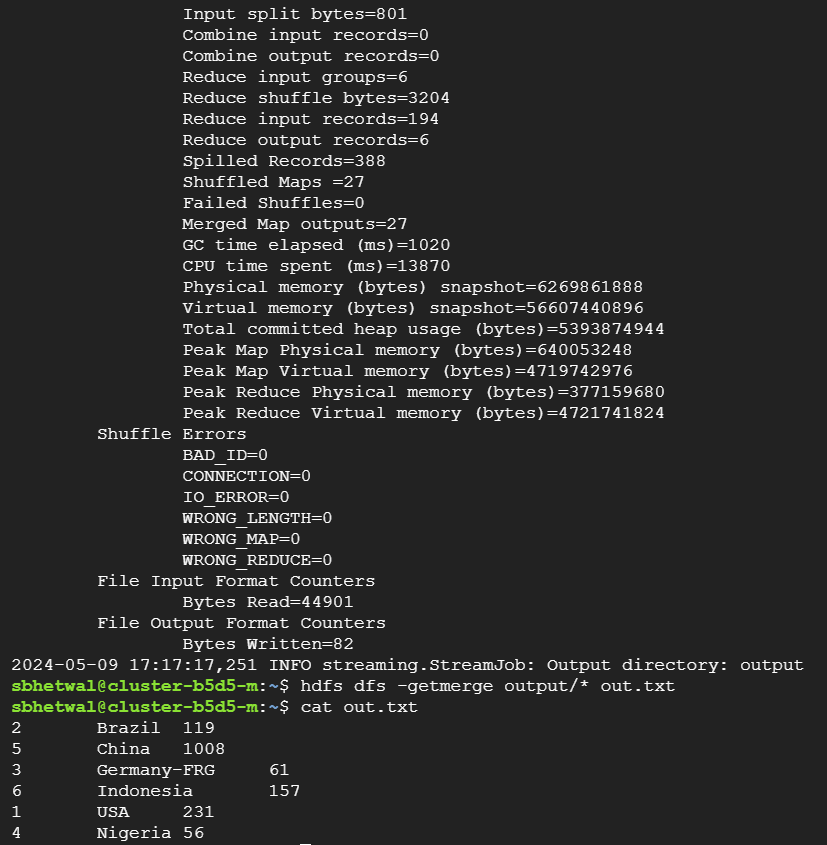 Input split bytes=801
Combine input records=0
Combine output records=0
Reduce input groups=6
Reduce shuffle bytes=3204
Reduce input records=194
Reduce output records=6
Spilled Records=388
Shuffled Maps =27
Failed Shuffles=0
Merged Map outputs=27
GC time elapsed (ms)=1020
CPU time spent (ms)=13870
Physical memory (bytes) snapshot=6269861888
Virtual memory (bytes) snapshot=56607440896
Total committed heap usage (bytes)=5393874944
Peak Map Physical memory (bytes)=640053248
Peak Map Virtual memory (bytes)=4719742976
Peak Reduce Physical memory (bytes)=377159680
Peak Reduce Virtual memory (bytes)=4721741824
Shuffle Errors
BAD_ID=0
CONNECTION=0
IO_ERROR=0
WRONG_LENGTH=0
WRONG_MAP=0
WRONG_REDUCE=0
File Input Format Counters
Bytes Read=44901
File Output Format Counters
Bytes Written=82
2024-05-09 17:17:17,251 INFO streaming.StreamJob: Output directory: output
sbhetwal@cluster-b5d5-m:~$ hdfs dfs -getmerge output/* out.txt
sbhetwal@cluster-b5d5-m:~$ cat out.txt
2 Brazil 119
5 China 1008
3 Germany-FRG 61
6 Indonesia 157
1 USA 231
4 Nigeria 56